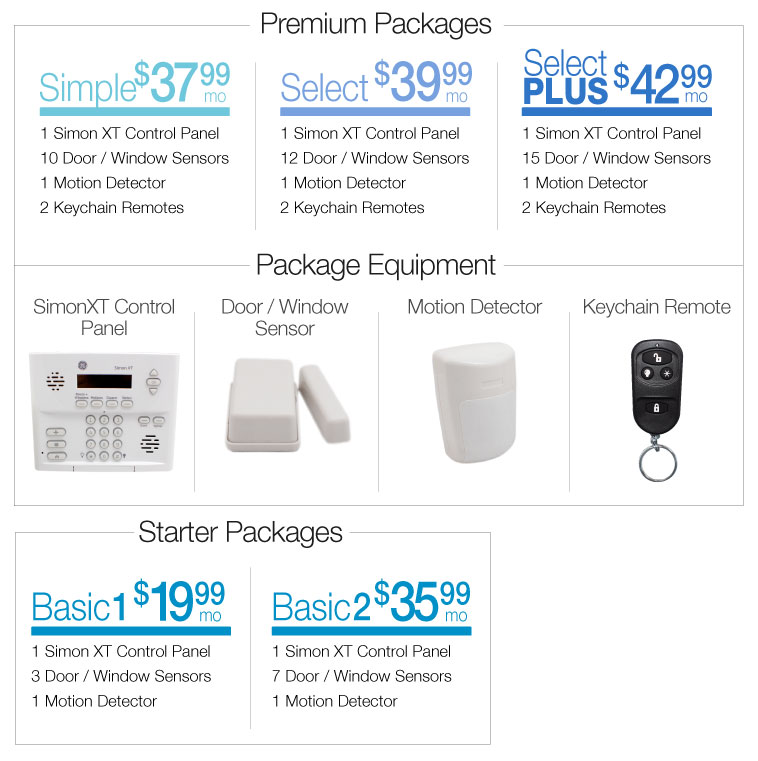 Premium Packages
Simple $37.99 mo
1 Simon XT Control Panel
10 Door / Window Sensors
1 Motion Detector
2 Keychain Remotes
Select $39.99 mo
1 Simon XT Control Panel
12 Door / Window Sensors
1 Motion Detector
2 Keychain Remotes
Select
PLUS $42.99 mo
1 Simon XT Control Panel
15 Door / Window Sensors
1 Motion Detector
2 Keychain Remotes
Package Equipment
SimonXT Control
Panel
Door / Window
Sensor
Motion Detector
Keychain Remote
Simon XT
Starter Packages
Basic1 $19.99 mo
1 Simon XT Control Panel
3 Door / Window Sensors
1 Motion Detector
Basic2 $35.99 mo
1 Simon XT Control Panel
7 Door / Window Sensors
1 Motion Detector